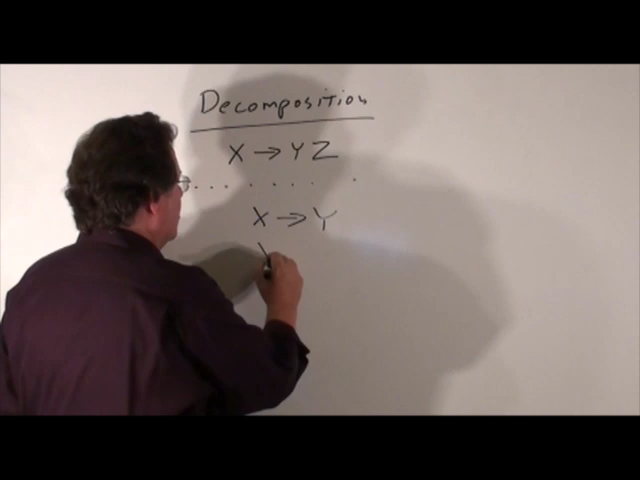 Decomposition
X → Y Z
. . . . . . .
X → Y